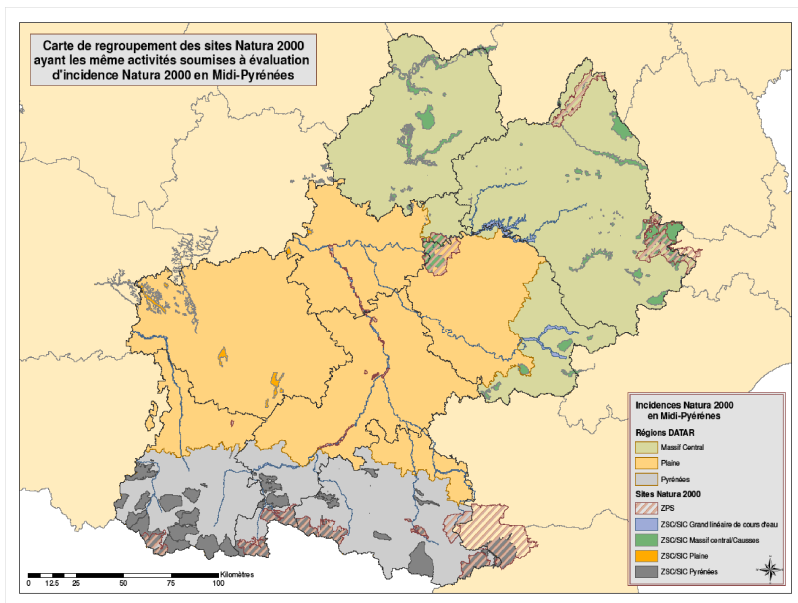 Carte de regroupement des sites Natura 2000
ayant les même activités soumises à évaluation
d'incidence Natura 2000 en Midi-Pyrénées
Incidences Natura 2000
en Midi-Pyérénes
Régions DATAR
Massif Central
Plaine
Pyrénées
Sites Natura 2000
ZPS
ZSC/SIC Grand linéaire de cours d'eau
ZSC/SIC Massif central/Causses
ZSC/SIC Plaine
ZSC/SIC Pyrénées
Kilomètres
0 12.5 25 50 75 100